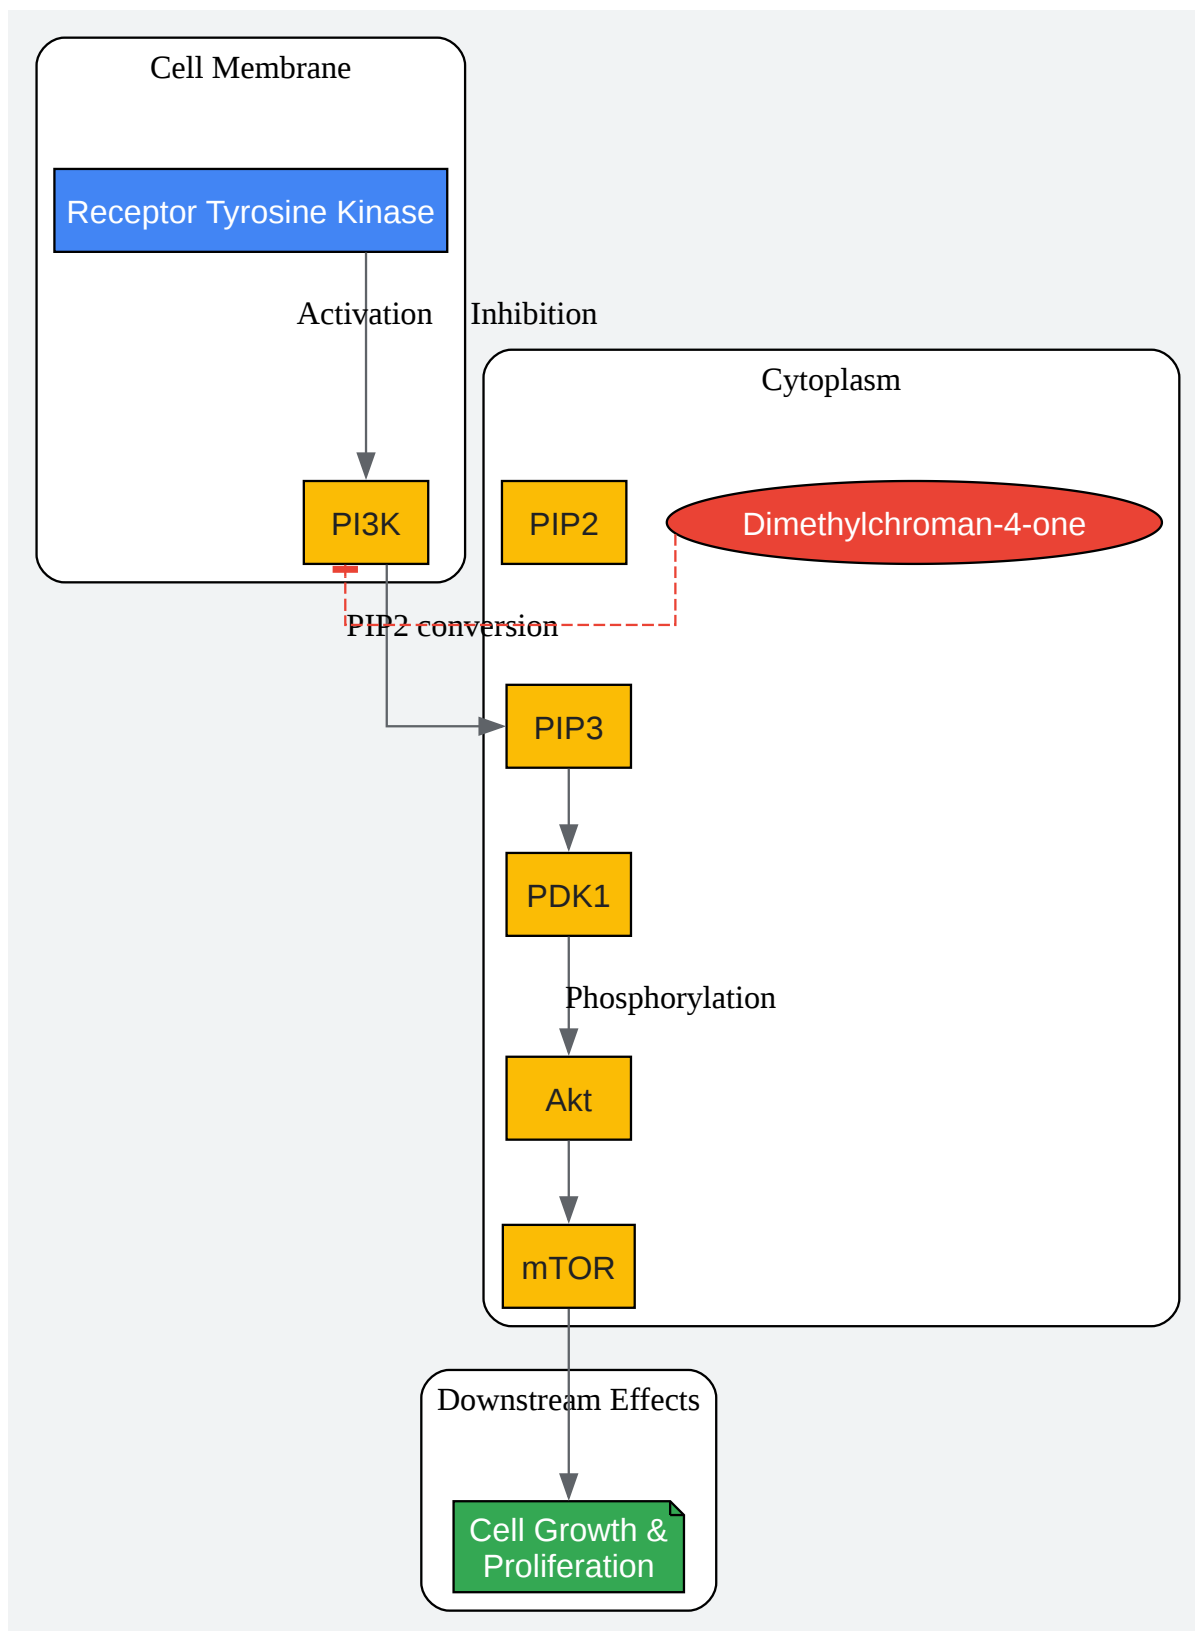 Cell Membrane
Receptor Tyrosine Kinase
Activation
Inhibition
Cytoplasm
PI3K
PIP2
Dimethylchroman-4-one
PIP2 conversion
PIP3
PDK1
Phosphorylation
Akt
mTOR
Downstream Effects
Cell Growth &
Proliferation